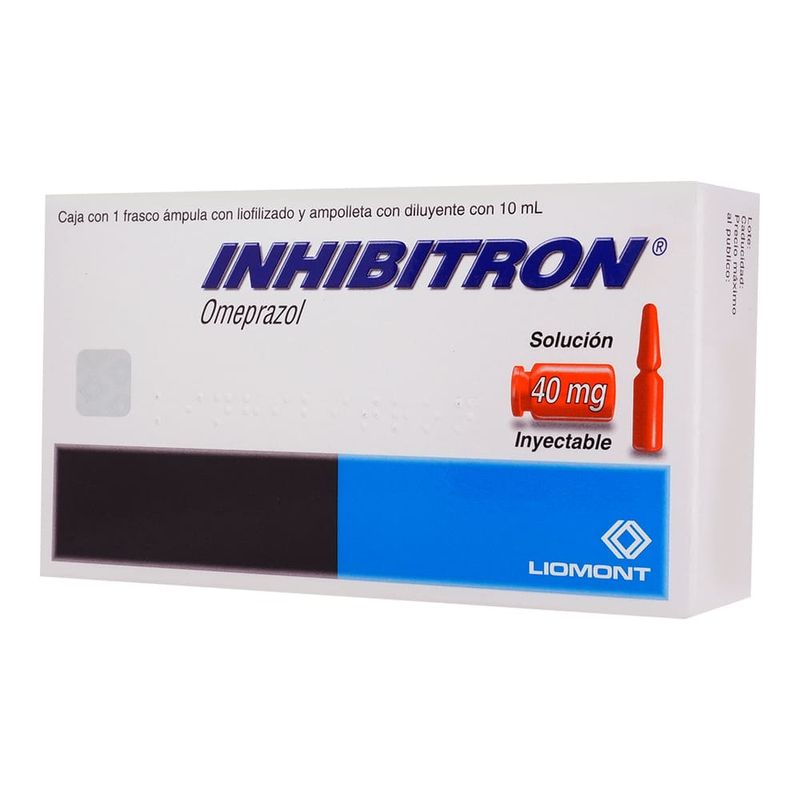 Caja con 1 frasco ámpula con liofilizado y ampolleta con diluyente con 10 mL
INHIBITRON®
Omeprazol
Solución
40 mg
Inyectable
LIOMONT
Lote:
Caducidad:
Precio máximo
al público: